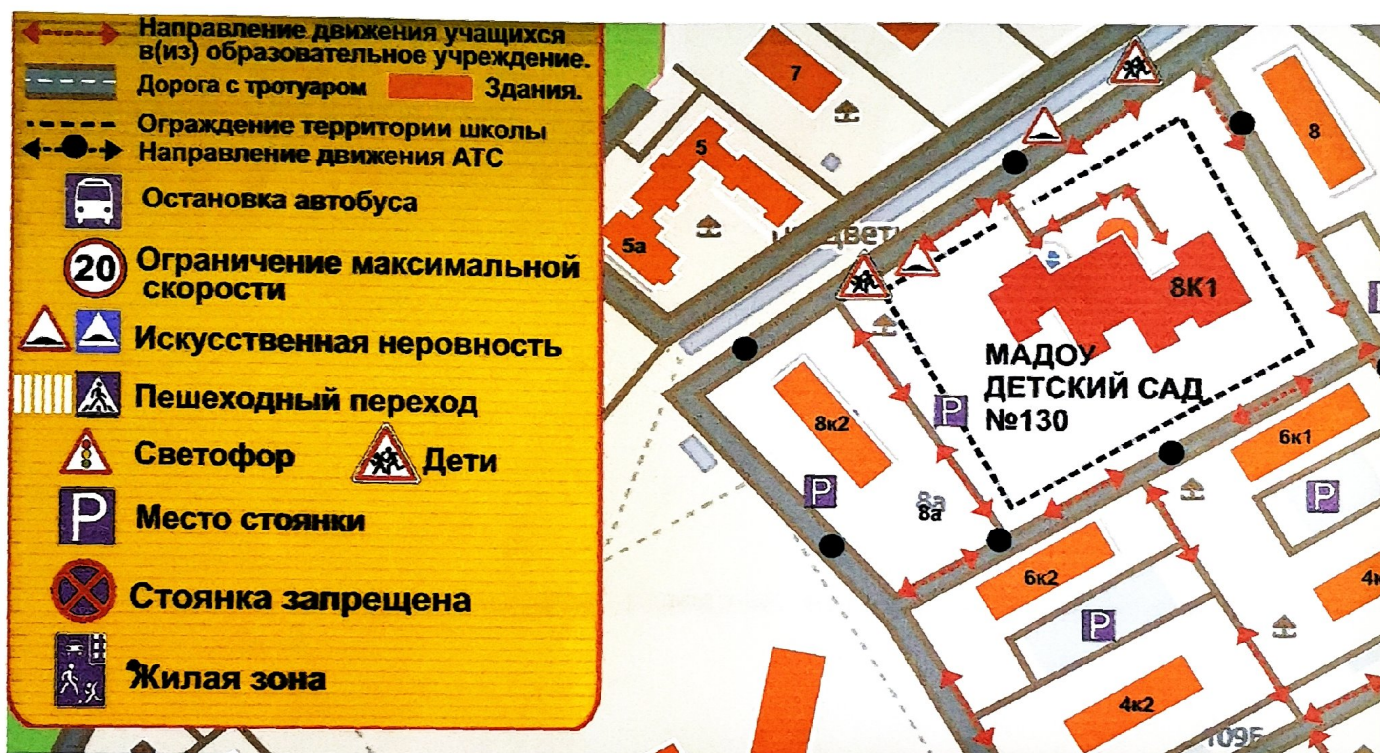 Направление движения учащихся
в(из) образовательное учреждение.
Дорога с тротуаром
Здания.
Ограждение территории школы
Направление движения АТС
Остановка автобуса
20
Ограничение максимальной
скорости
Искусственная неровность
Пешеходный переход
Светофор
Дети
P
Место стоянки
Стоянка запрещена
Жилая зона
7
5
5а
8
8К1
МАДОУ
ДЕТСКИЙ САД
№130
P
8к2
6к1
P
P
8а
8а
6к2
P
4к2